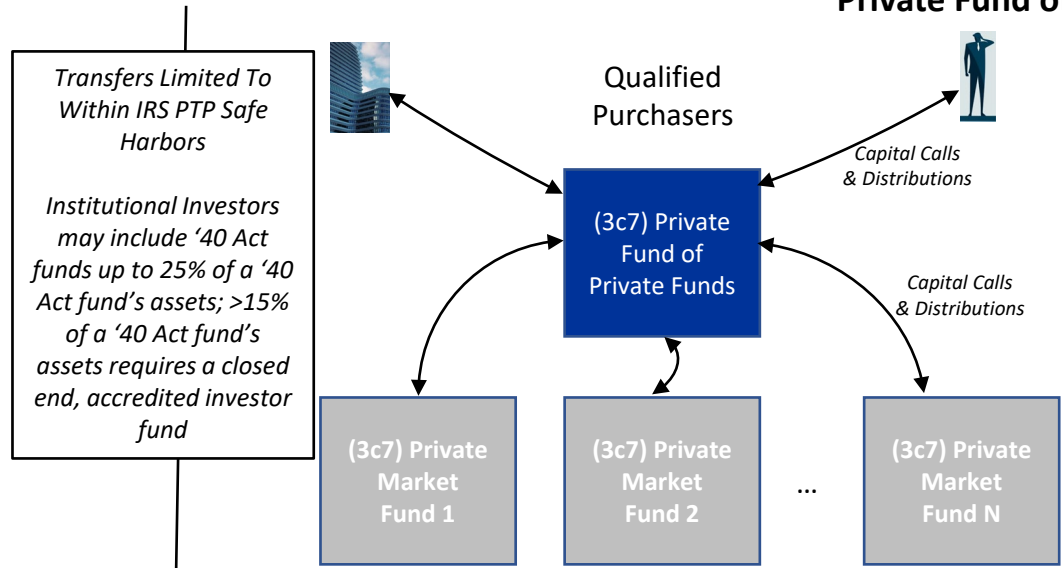 Private Fund o
Transfers Limited To
Within IRS PTP Safe
Harbors
Institutional Investors
may include ‘40 Act
funds up to 25% of a ‘40
Act fund’s assets; >15%
of a ‘40 Act fund’s
assets requires a closed
end, accredited investor
fund
Qualified
Purchasers
Capital Calls
& Distributions
(3c7) Private
Fund of
Private Funds
Capital Calls
& Distributions
(3c7) Private
Market
Fund 1
(3c7) Private
Market
Fund 2
...
(3c7) Private
Market
Fund N